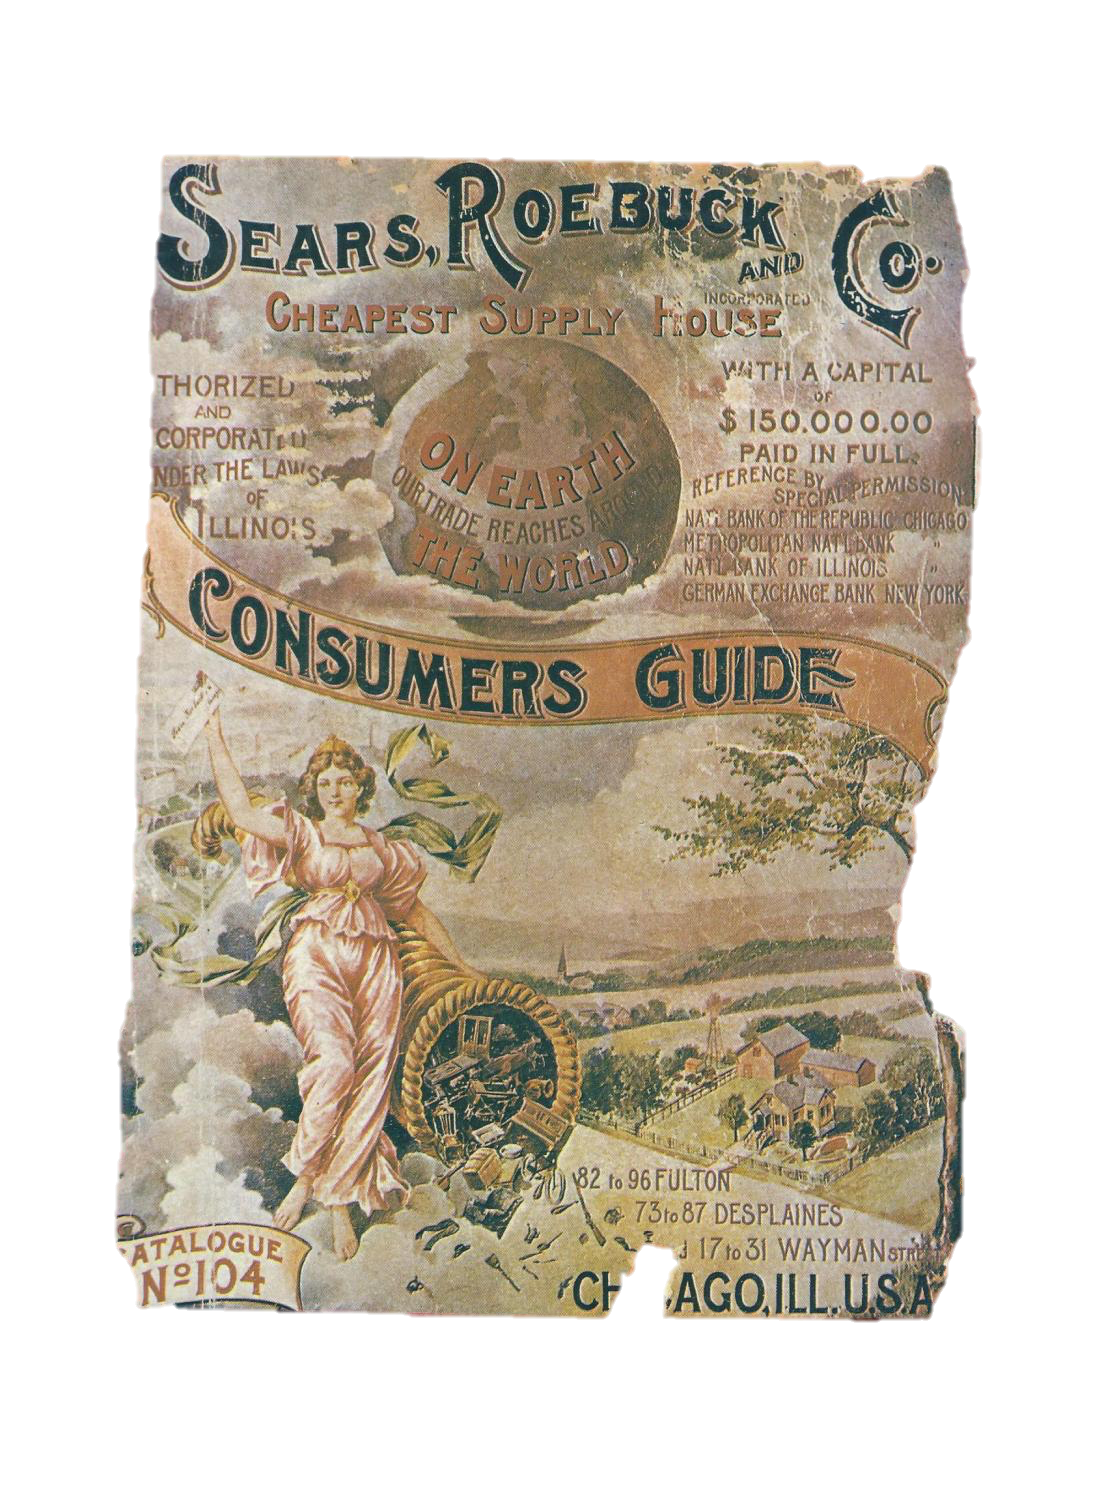 SEARS, ROEBUCK AND CO.
INCORPORATED
CHEAPEST SUPPLY HOUSE
THORIZED
AND
CORPORATED
NDER THE LAWS
OF
ILLINOIS
ON EARTH
OUR TRADE REACHES AROUND
THE WORLD
WITH A CAPITAL
OF
$150.000.00
PAID IN FULL.
REFERENCE BY
SPECIAL PERMISSION.
NAT'L BANK OF THE REPUBLIC CHICAGO
METROPOLITAN NAT'L BANK "
NAT'L BANK OF ILLINOIS "
GERMAN EXCHANGE BANK NEW YORK
CONSUMERS GUIDE
82 to 96 FULTON
73 to 87 DESPLAINES
17 to 31 WAYMAN STREET
CHICAGO, ILL. U.S.A
ATALOGUE
No 104